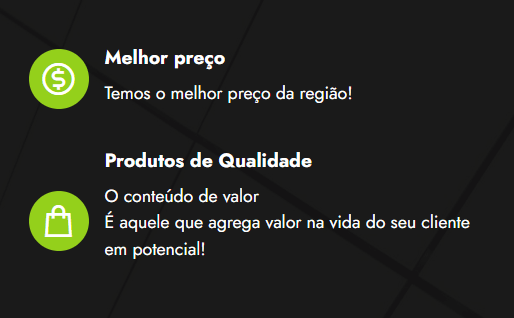 Melhor preço
Temos o melhor preço da região!
Produtos de Qualidade
O conteúdo de valor
É aquele que agrega valor na vida do seu cliente
em potencial!